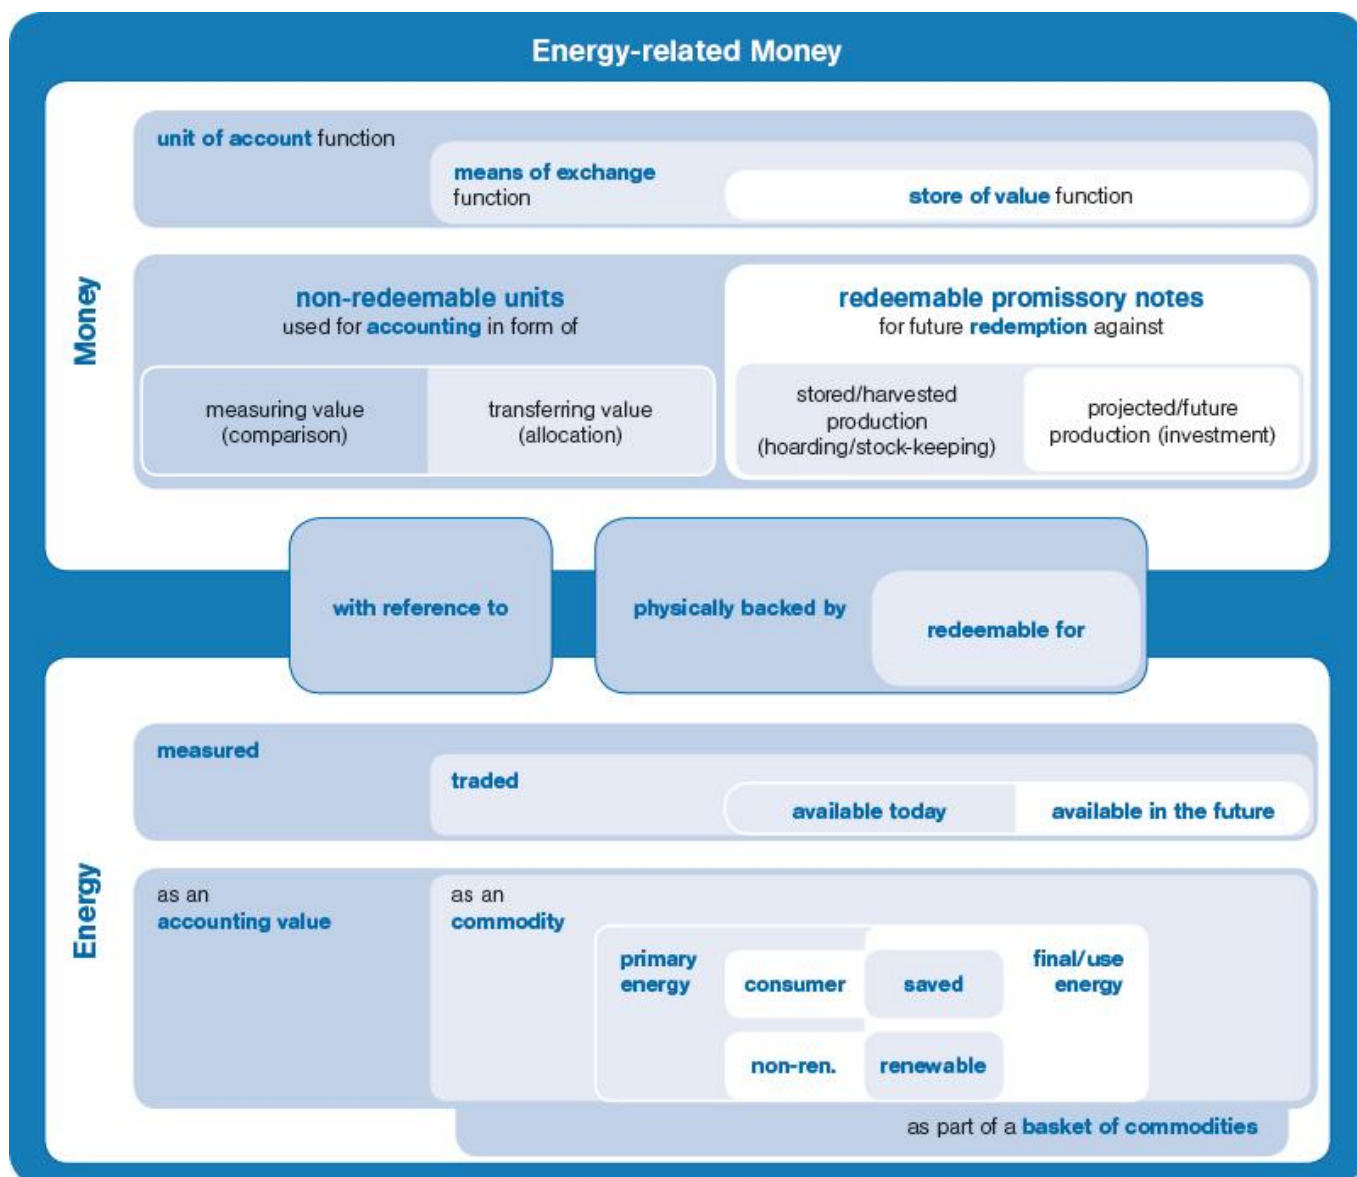 Energy-related Money
Money
unit of account function
means of exchange
function
store of value function
non-redeemable units
used for accounting in form of
redeemable promissory notes
for future redemption against
measuring value
(comparison)
transferring value
(allocation)
stored/harvested
production
(hoarding/stock-keeping)
projected/future
production (investment)
with reference to
physically backed by
redeemable for
Energy
measured
traded
available today
available in the future
as an
accounting value
as an
commodity
primary
energy
consumer
saved
final/use
energy
non-ren.
renewable
as part of a basket of commodities